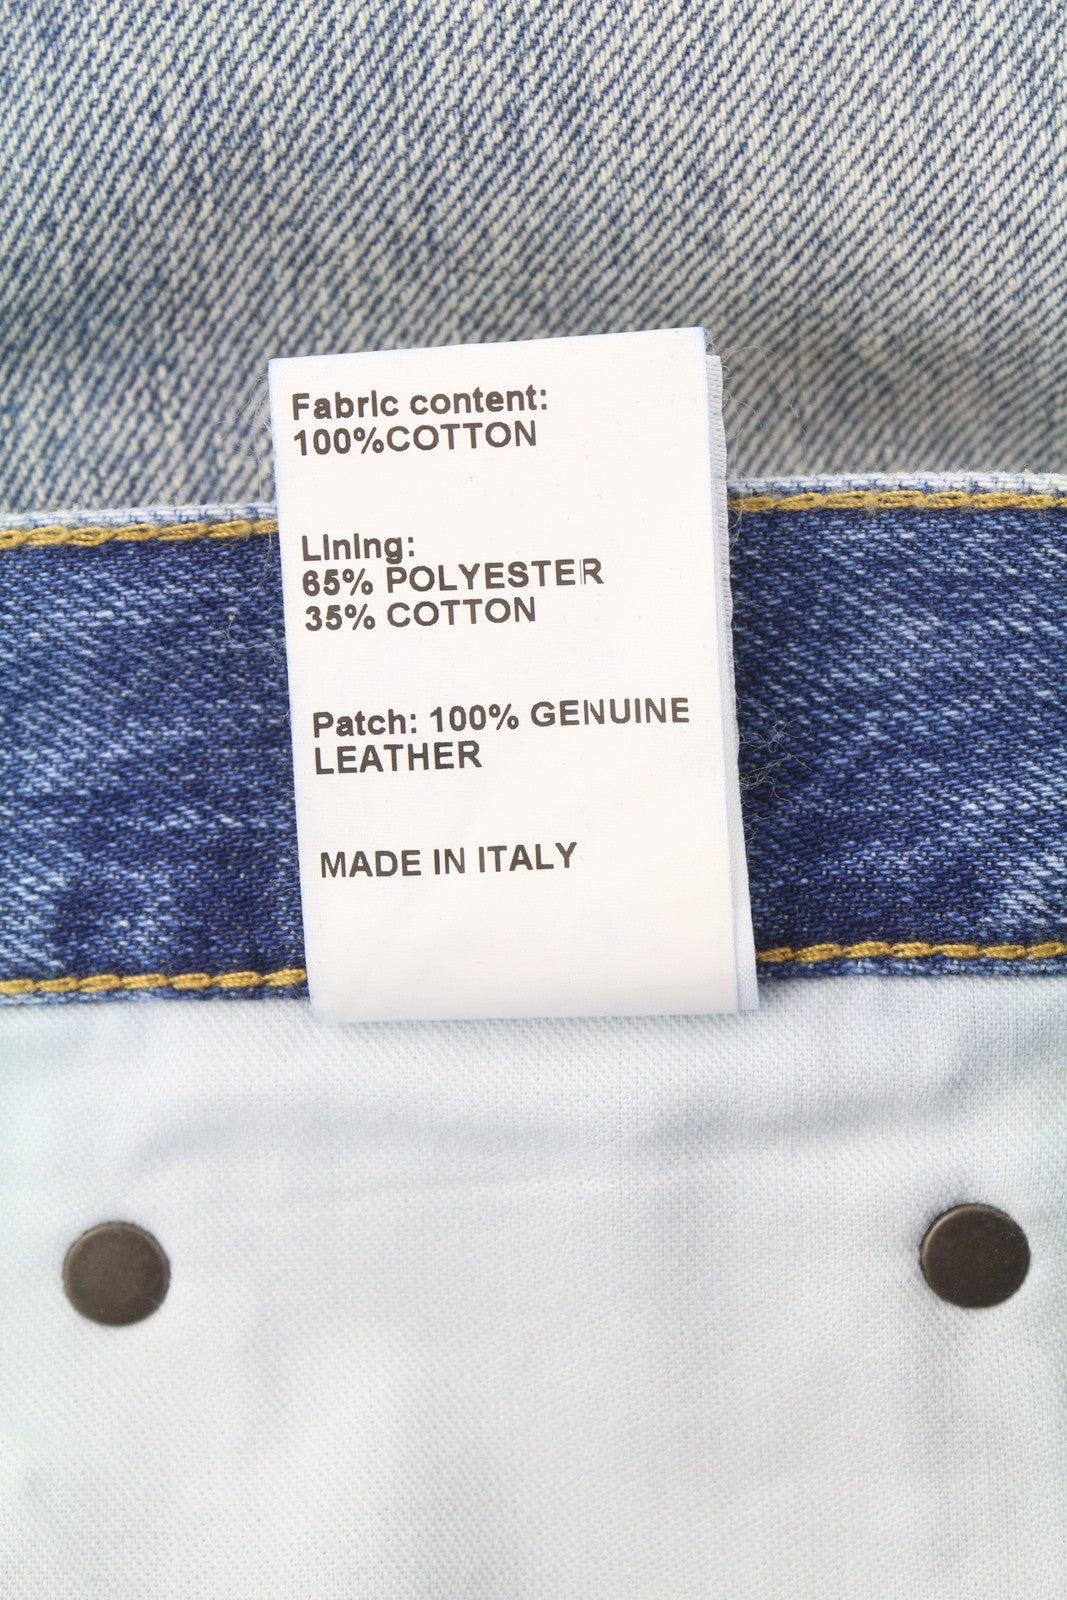 Fabric content:
100%COTTON
Lining:
65% POLYESTER
35% COTTON
Patch: 100% GENUINE
LEATHER
MADE IN ITALY